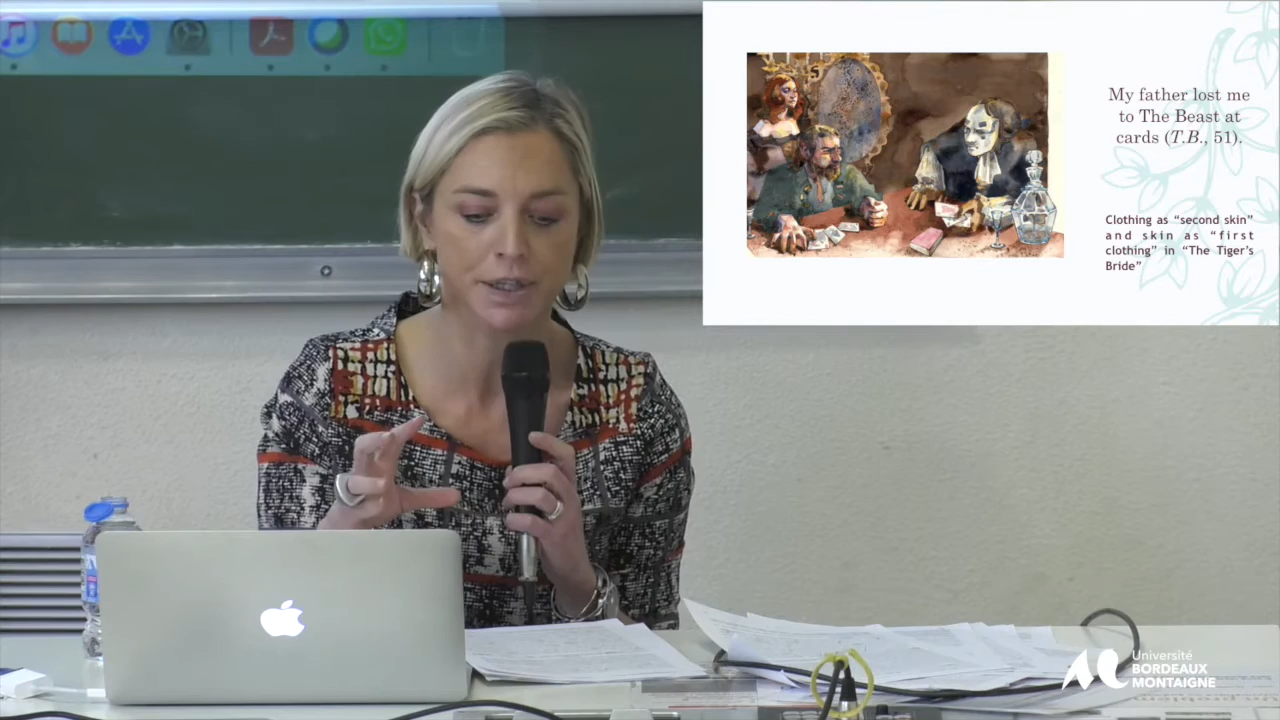 My father lost me
to The Beast at
cards (T.B., 51).
Clothing as “second skin”
and skin as “first
clothing” in “The Tiger’s
Bride”
Université
BORDEAUX
MONTAIGNE